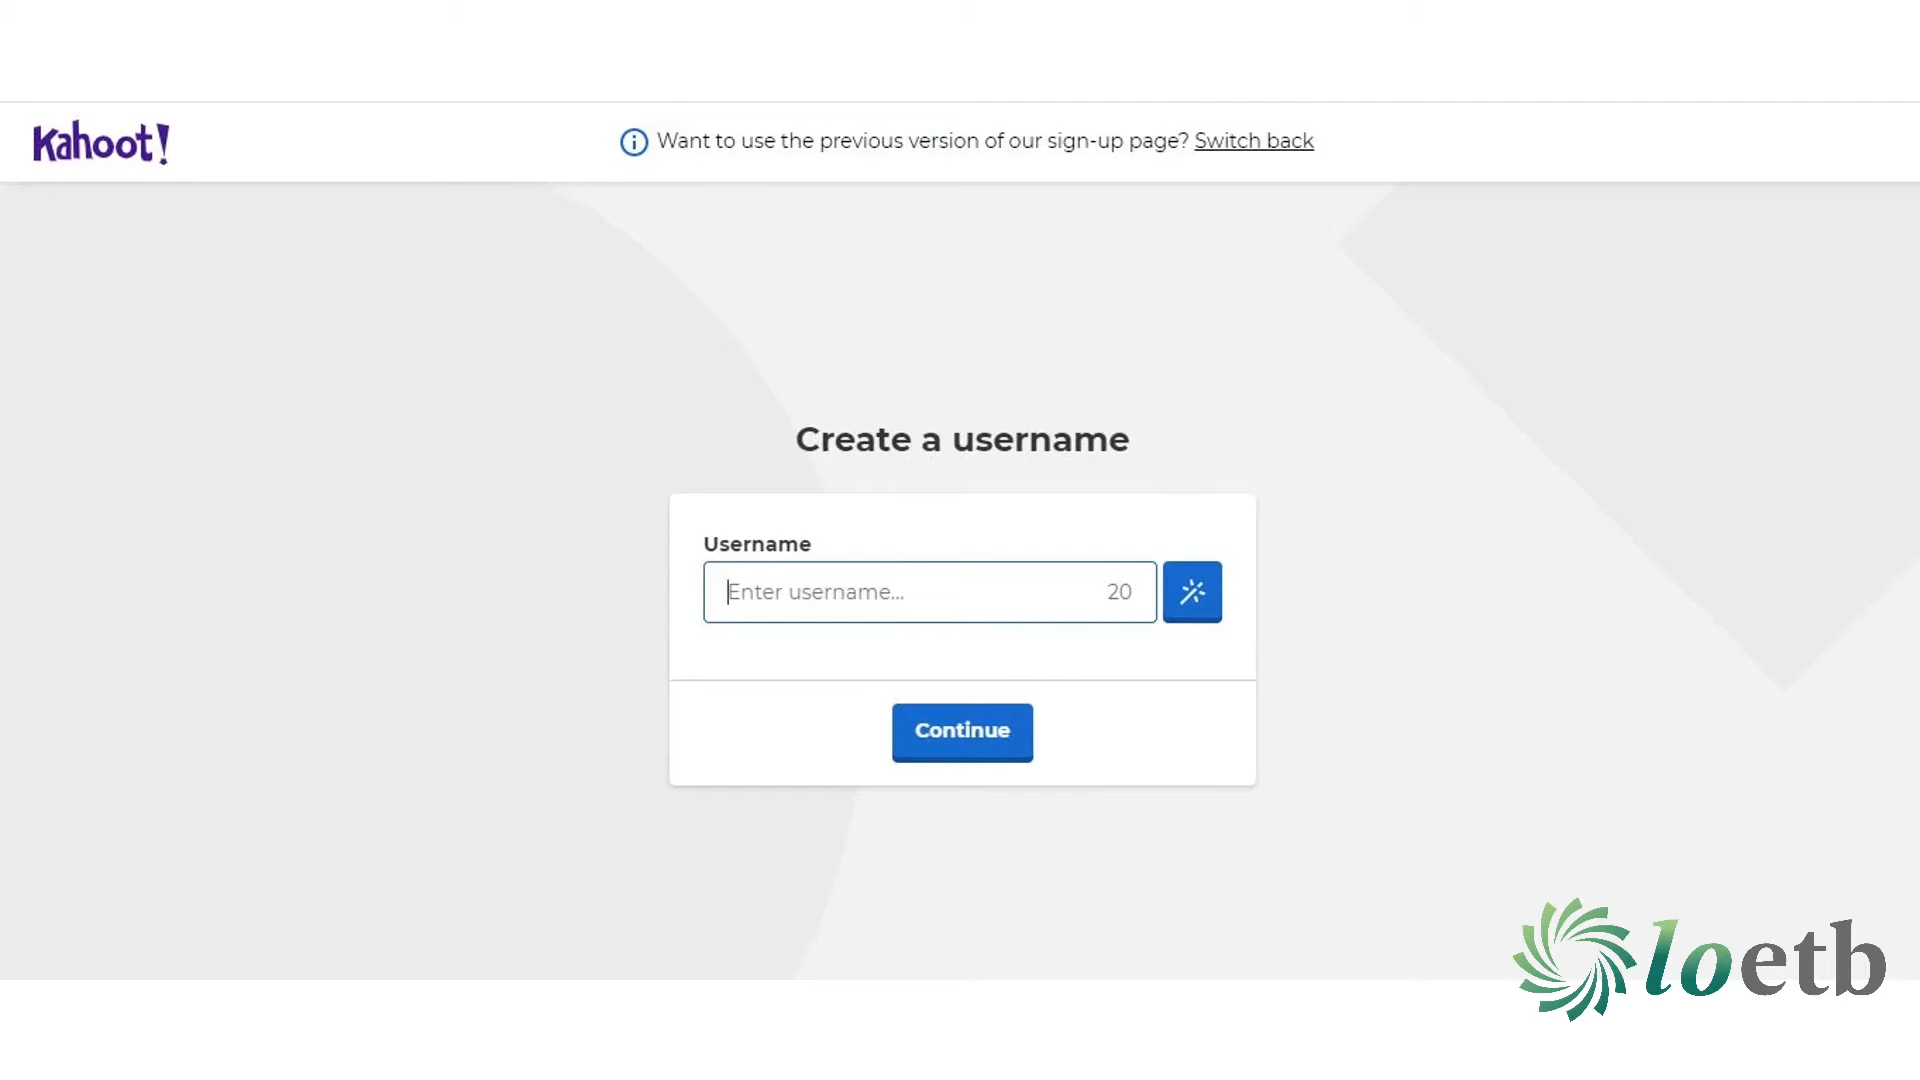 Kahoot!
Want to use the previous version of our sign-up page? Switch back
Create a username
Username
Enter username... 20
Continue
loetb